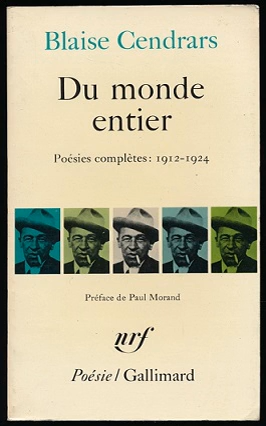 Blaise Cendrars
Du monde
entier
Poésies complètes: 1912-1924
Préface de Paul Morand
nrf
Poésie/Gallimard